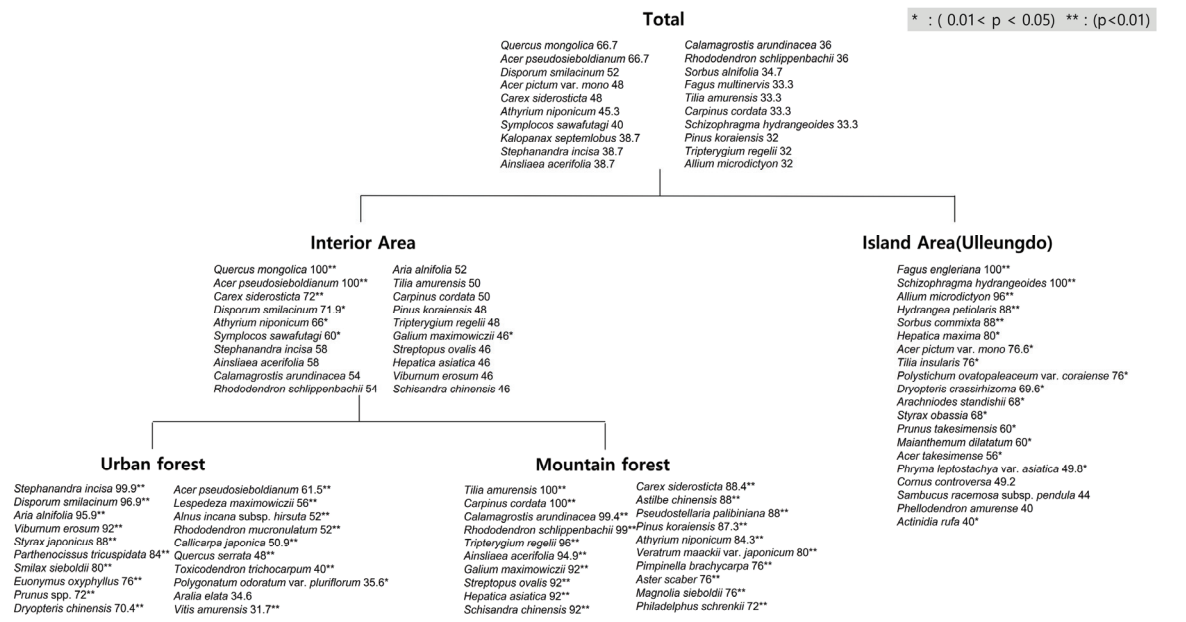 Total
* : ( 0.01< p < 0.05) ** : (p<0.01)
Quercus mongolica 66.7
Acer pseudosieboldianum 66.7
Disporum smilacinum 52
Acer pictum var. mono 48
Carex siderosticta 48
Athyrium niponicum 45.3
Symplocos sawafutagi 40
Kalopanax septemlobus 38.7
Stephanandra incisa 38.7
Ainsliaea acerifolia 38.7
Calamagrostis arundinacea 36
Rhododendron schlippenbachii 36
Sorbus alnifolia 34.7
Fagus multinervis 33.3
Tilia amurensis 33.3
Carpinus cordata 33.3
Schizophragma hydrangeoides 33.3
Pinus koraiensis 32
Tripterygium regelii 32
Allium microdictyon 32
Interior Area
Quercus mongolica 100**
Acer pseudosieboldianum 100**
Carex siderosticta 72**
Disporum smilacinum 71.9*
Athyrium niponicum 66*
Symplocos sawafutagi 60*
Stephanandra incisa 58
Ainsliaea acerifolia 58
Calamagrostis arundinacea 54
Rhododendron schlippenbachii 54
Aria alnifolia 52
Tilia amurensis 50
Carpinus cordata 50
Pinus koraiensis 48
Tripterygium regelii 48
Galium maximowiczii 46*
Streptopus ovalis 46
Hepatica asiatica 46
Viburnum erosum 46
Schisandra chinensis 46
Island Area(Ulleungdo)
Fagus engleriana 100**
Schizophragma hydrangeoides 100**
Allium microdictyon 96**
Hydrangea petiolaris 88**
Sorbus commixta 88**
Hepatica maxima 80*
Acer pictum var. mono 76.6*
Tilia insularis 76*
Polystichum ovatopaleaceum var. coraiense 76*
Dryopteris crassirhizoma 69.6*
Arachniodes standishii 68*
Styrax obassia 68*
Prunus takesimensis 60*
Maianthemum dilatatum 60*
Acer takesimense 56*
Phryma leptostachya var. asiatica 49.8*
Cornus controversa 49.2
Sambucus racemosa subsp. pendula 44
Phellodendron amurense 40
Actinidia rufa 40*
Urban forest
Stephanandra incisa 99.9**
Disporum smilacinum 96.9**
Aria alnifolia 95.9**
Viburnum erosum 92**
Styrax japonicus 88**
Parthenocissus tricuspidata 84**
Smilax sieboldii 80**
Euonymus oxyphyllus 76**
Prunus spp. 72**
Dryopteris chinensis 70.4**
Acer pseudosieboldianum 61.5**
Lespedeza maximowiczii 56**
Alnus incana subsp. hirsuta 52**
Rhododendron mucronulatum 52**
Callicarpa japonica 50.9**
Quercus serrata 48**
Toxicodendron trichocarpum 40**
Polygonatum odoratum var. pluriflorum 35.6*
Aralia elata 34.6
Vitis amurensis 31.7**
Mountain forest
Tilia amurensis 100**
Carpinus cordata 100**
Calamagrostis arundinacea 99.4**
Rhododendron schlippenbachii 99**
Tripterygium regelii 96**
Ainsliaea acerifolia 94.9**
Galium maximowiczii 92**
Streptopus ovalis 92**
Hepatica asiatica 92**
Schisandra chinensis 92**
Carex siderosticta 88**
Astilbe chinensis 88**
Pseudostellaria palibiniana 88**
Pinus koraiensis 87.3**
Athyrium niponicum 84.3**
Veratrum maackii var. japonicum 80**
Pimpinella brachycarpa 76**
Aster scaber 76**
Magnolia sieboldii 76**
Philadelphus schrenkii 72**